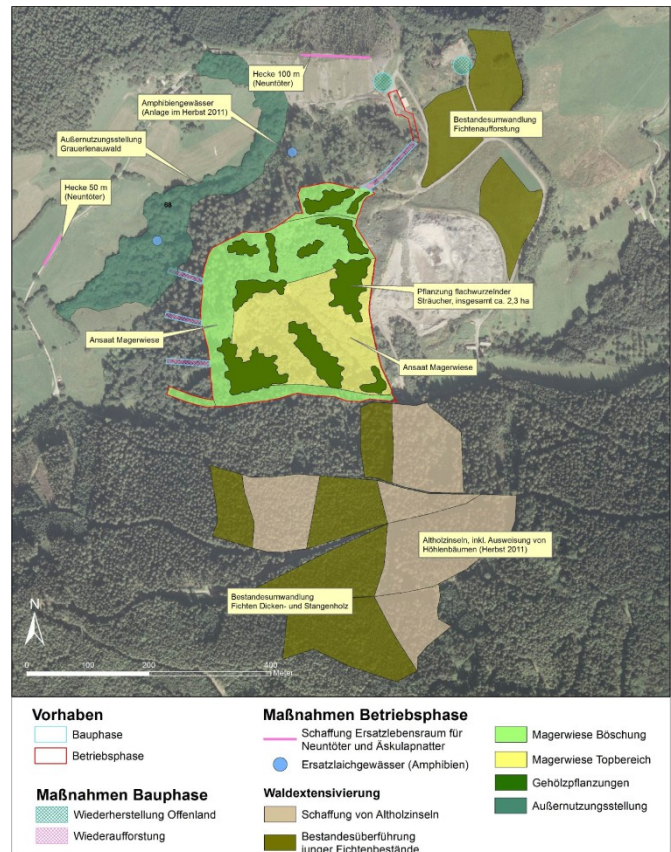 Hecke 100 m
(Neuntöter)
Amphibiengewässer
(Anlage im Herbst 2011)
Bestandesumwandlung
Fichtenaufforstung
Außernutzungsstellung
Grauerlenauwald
Hecke 50 m
(Neuntöter)
68
Pflanzung flachwurzelnder
Sträucher, insgesamt ca. 2,3 ha
Ansaat Magerwiese
Ansaat Magerwiese
Altholzinseln, inkl. Ausweisung von
Höhlenbäumen (Herbst 2011)
Bestandesumwandlung
Fichten Dicken- und Stangenholz
N
0 100 200 400
in Meter
Vorhaben
Bauphase
Betriebsphase
Maßnahmen Bauphase
Wiederherstellung Offenland
Wiederaufforstung
Maßnahmen Betriebsphase
Schaffung Ersatzlebensraum für
Neuntöter und Äskulapnatter
Ersatzlaichgewässer (Amphibien)
Waldextensivierung
Schaffung von Altholzinseln
Bestandesüberführung
junger Fichtenbestände
Magerwiese Böschung
Magerwiese Topbereich
Gehölzpflanzungen
Außernutzungsstellung